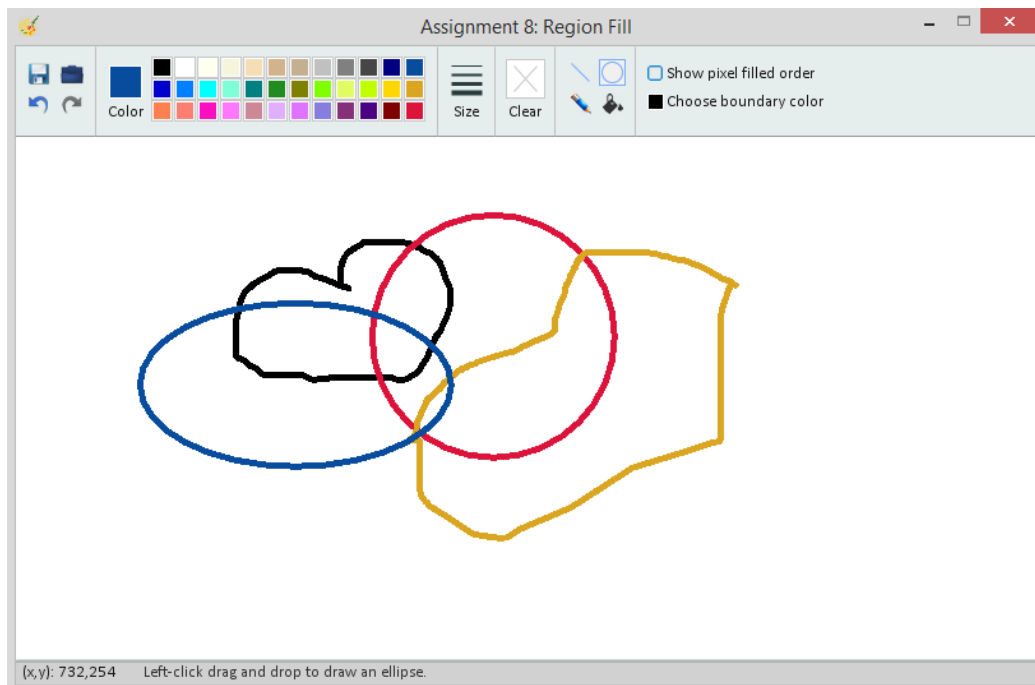 Assignment 8: Region Fill
Color
Size
Clear
Show pixel filled order
Choose boundary color
(x,y): 732,254 Left-click drag and drop to draw an ellipse.